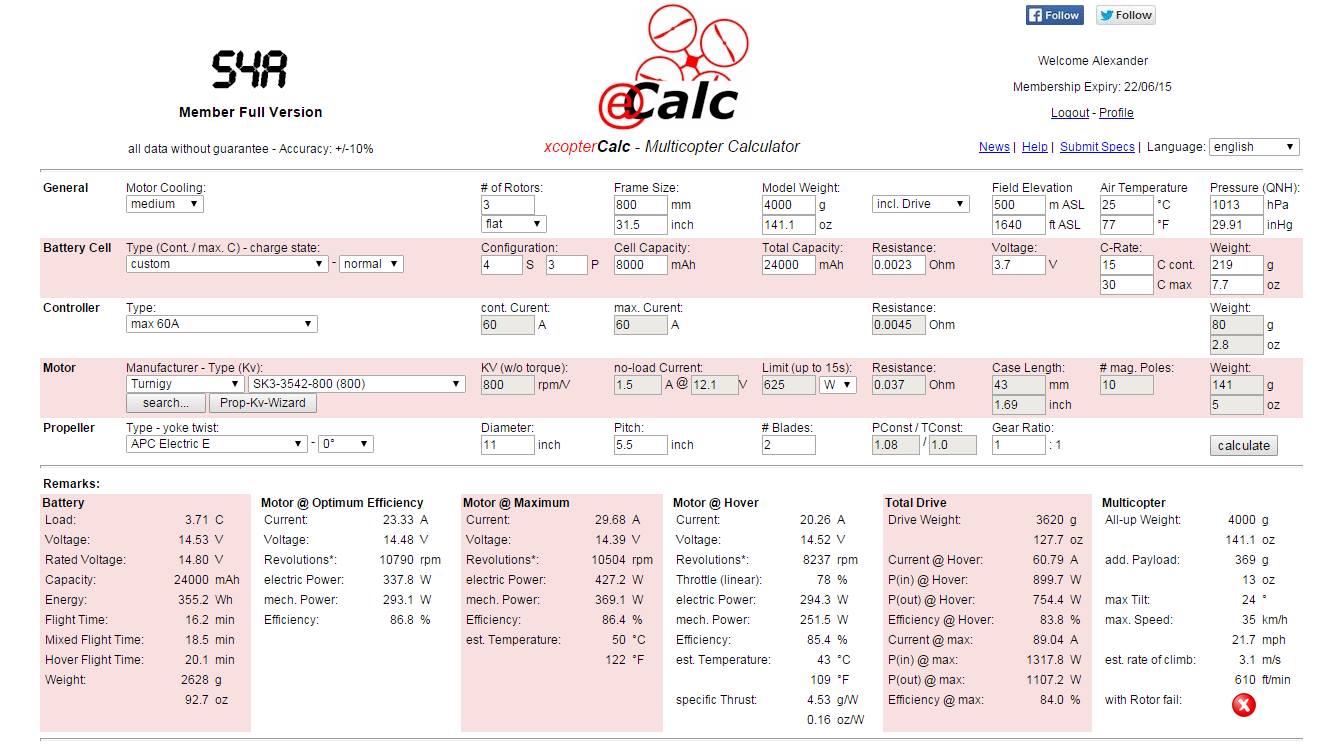 Follow Follow
S4A
Member Full Version
all data without guarantee - Accuracy: +/-10%
@Calc
xcopterCalc - Multicopter Calculator
Welcome Alexander
Membership Expiry: 22/06/15
Logout - Profile
News | Help | Submit Specs | Language: english
General Motor Cooling: # of Rotors: Frame Size: Model Weight: Field Elevation Air Temperature Pressure (QNH):
medium 3 800 mm 4000 g incl. Drive 500 m ASL 25 °C 1013 hPa
flat 31.5 inch 141.1 oz 1640 ft ASL 77 °F 29.91 inHg
Battery Cell Type (Cont. / max. C) - charge state: Configuration: Cell Capacity: Total Capacity: Resistance: Voltage: C-Rate: Weight:
custom - normal 4 S 3 P 8000 mAh 24000 mAh 0.0023 Ohm 3.7 V 15 C cont. 219 g
30 C max 7.7 oz
Controller Type: cont. Curent: max. Curent: Resistance: Weight:
max 60A 60 A 60 A 0.0045 Ohm 80 g
2.8 oz
Motor Manufacturer - Type (Kv): KV (w/o torque): no-load Current: Limit (up to 15s): Resistance: Case Length: # mag. Poles: Weight:
Turnigy SK3-3542-800 (800) 800 rpm/V 1.5 A @ 12.1 V 625 W 0.037 Ohm 43 mm 10 141 g
search... Prop-Kv-Wizard 1.69 inch 5 oz
Propeller Type - yoke twist: Diameter: Pitch: # Blades: PConst / TConst: Gear Ratio:
APC Electric E - 0° 11 inch 5.5 inch 2 1.08 / 1.0 1 : 1 calculate
Remarks:
Battery Motor @ Optimum Efficiency Motor @ Maximum Motor @ Hover Total Drive Multicopter
Load: 3.71 C Current: 23.33 A Current: 29.68 A Current: 20.26 A Drive Weight: 3620 g All-up Weight: 4000 g
Voltage: 14.53 V Voltage: 14.48 V Voltage: 14.39 V Voltage: 14.52 V 127.7 oz 141.1 oz
Rated Voltage: 14.80 V Revolutions*: 10790 rpm Revolutions*: 10504 rpm Revolutions*: 8237 rpm Current @ Hover: 60.79 A add. Payload: 369 g
Capacity: 24000 mAh electric Power: 337.8 W electric Power: 427.2 W Throttle (linear): 78 % P(in) @ Hover: 899.7 W 13 oz
Energy: 355.2 Wh mech. Power: 293.1 W mech. Power: 369.1 W electric Power: 294.3 W P(out) @ Hover: 754.4 W max Tilt: 24 °
Flight Time: 16.2 min Efficiency: 86.8 % Efficiency: 86.4 % mech. Power: 251.5 W Efficiency @ Hover: 83.8 % max. Speed: 35 km/h
Mixed Flight Time: 18.5 min est. Temperature: 50 °C Efficiency: 85.4 % Current @ max: 89.04 A 21.7 mph
Hover Flight Time: 20.1 min 122 °F est. Temperature: 43 °C P(in) @ max: 1317.8 W est. rate of climb: 3.1 m/s
Weight: 2628 g 109 °F P(out) @ max: 1107.2 W 610 ft/min
92.7 oz specific Thrust: 4.53 g/W Efficiency @ max: 84.0 % with Rotor fail: X
0.16 oz/W